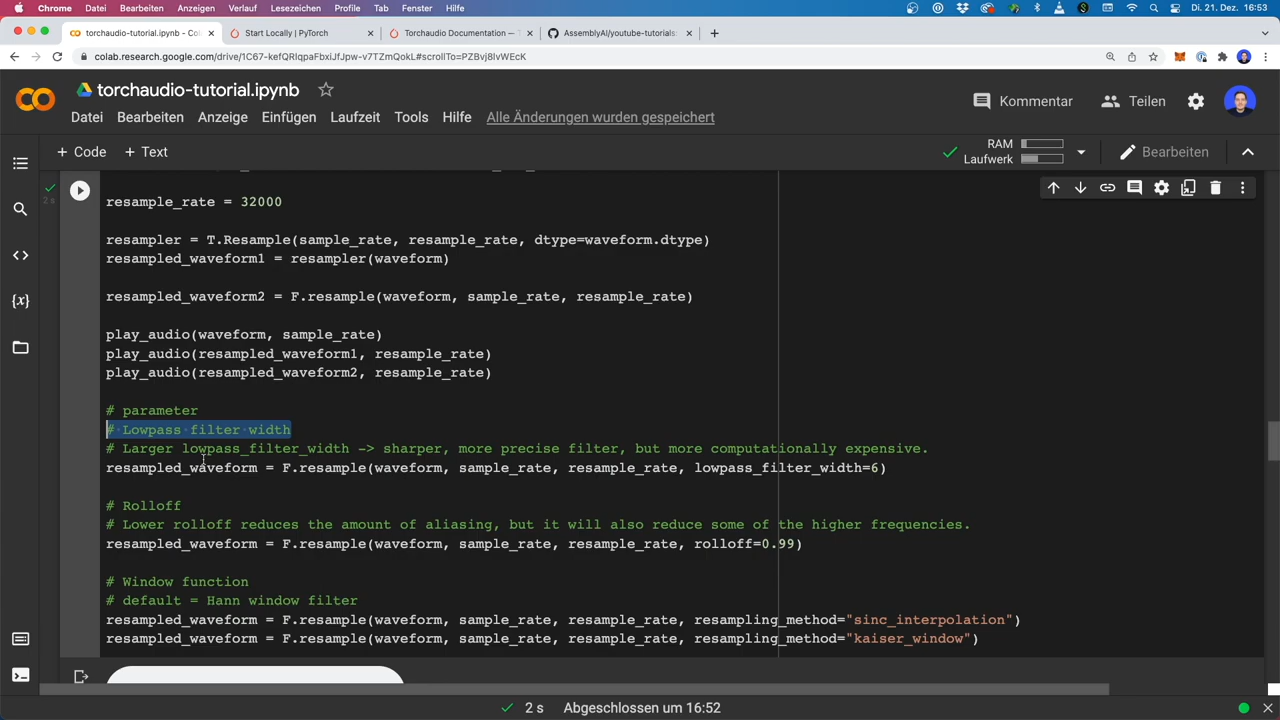 Chrome Datei Bearbeiten Anzeigen Verlauf Lesezeichen Profile Tab Fenster Hilfe Di. 21. Dez. 16:53
torchaudio-tutorial.ipynb - Col Start Locally | PyTorch Torchaudio Documentation — T AssemblyAI/youtube-tutorials:
colab.research.google.com/drive/1C67-kefQRIqpaFbxiJfJpw-v7TZmQokL#scrollTo=PZBvj8lvWEcK
torchaudio-tutorial.ipynb
Kommentar Teilen
Datei Bearbeiten Anzeige Einfügen Laufzeit Tools Hilfe Alle Änderungen wurden gespeichert
+ Code + Text RAM Laufwerk Bearbeiten
2 s
resample_rate = 32000
resampler = T.Resample(sample_rate, resample_rate, dtype=waveform.dtype)
resampled_waveform1 = resampler(waveform)
resampled_waveform2 = F.resample(waveform, sample_rate, resample_rate)
play_audio(waveform, sample_rate)
play_audio(resampled_waveform1, resample_rate)
play_audio(resampled_waveform2, resample_rate)
# parameter
# Lowpass filter width
# Larger lowpass_filter_width -> sharper, more precise filter, but more computationally expensive.
resampled_waveform = F.resample(waveform, sample_rate, resample_rate, lowpass_filter_width=6)
# Rolloff
# Lower rolloff reduces the amount of aliasing, but it will also reduce some of the higher frequencies.
resampled_waveform = F.resample(waveform, sample_rate, resample_rate, rolloff=0.99)
# Window function
# default = Hann window filter
resampled_waveform = F.resample(waveform, sample_rate, resample_rate, resampling_method="sinc_interpolation")
resampled_waveform = F.resample(waveform, sample_rate, resample_rate, resampling_method="kaiser_window")
2 s Abgeschlossen um 16:52